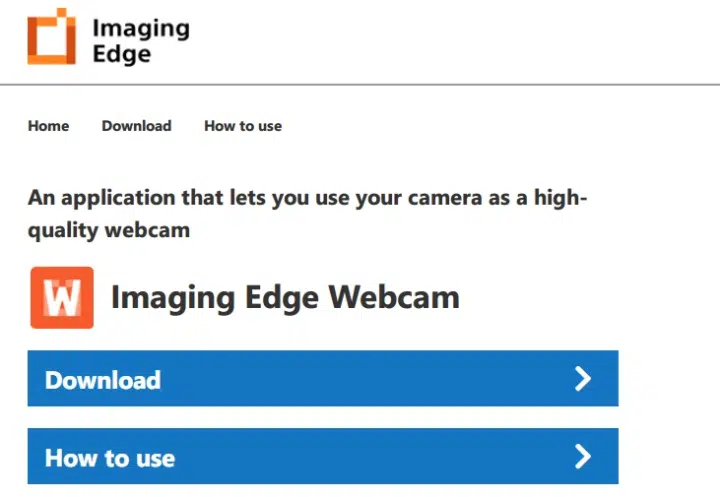 Imaging
Edge
Home Download How to use
An application that lets you use your camera as a high-
quality webcam
W Imaging Edge Webcam
Download
How to use